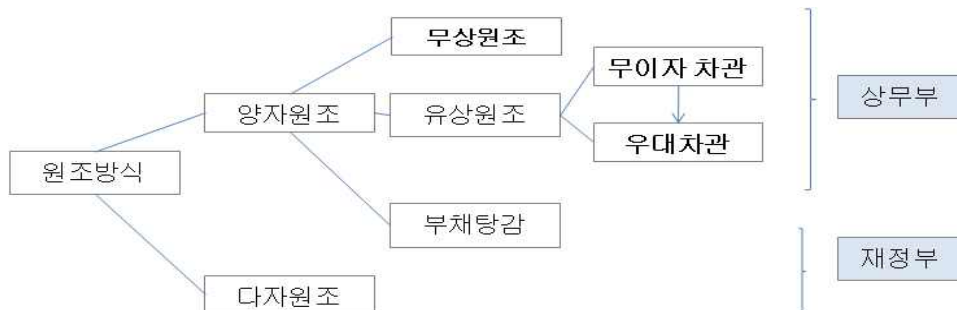 무상원조
무이자 차관
상무부
양자원조
유상원조
우대차관
원조방식
부채탕감
재정부
다자원조